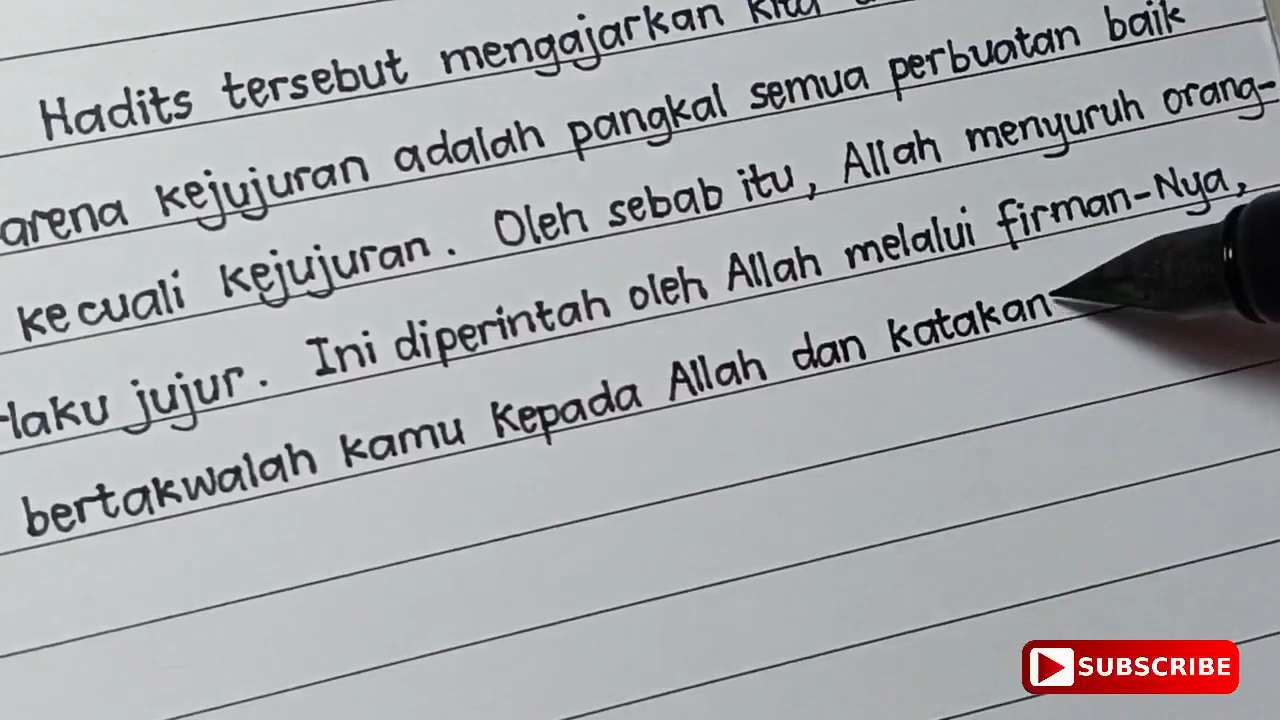 Hadits tersebut mengajarkan kita
arena kejujuran adalah pangkal semua perbuatan baik
kecuali kejujuran. Oleh sebab itu, Allah menyuruh orang-
-laku jujur. Ini diperintah oleh Allah melalui firman-Nya,
bertakwalah kamu kepada Allah dan katakan
SUBSCRIBE